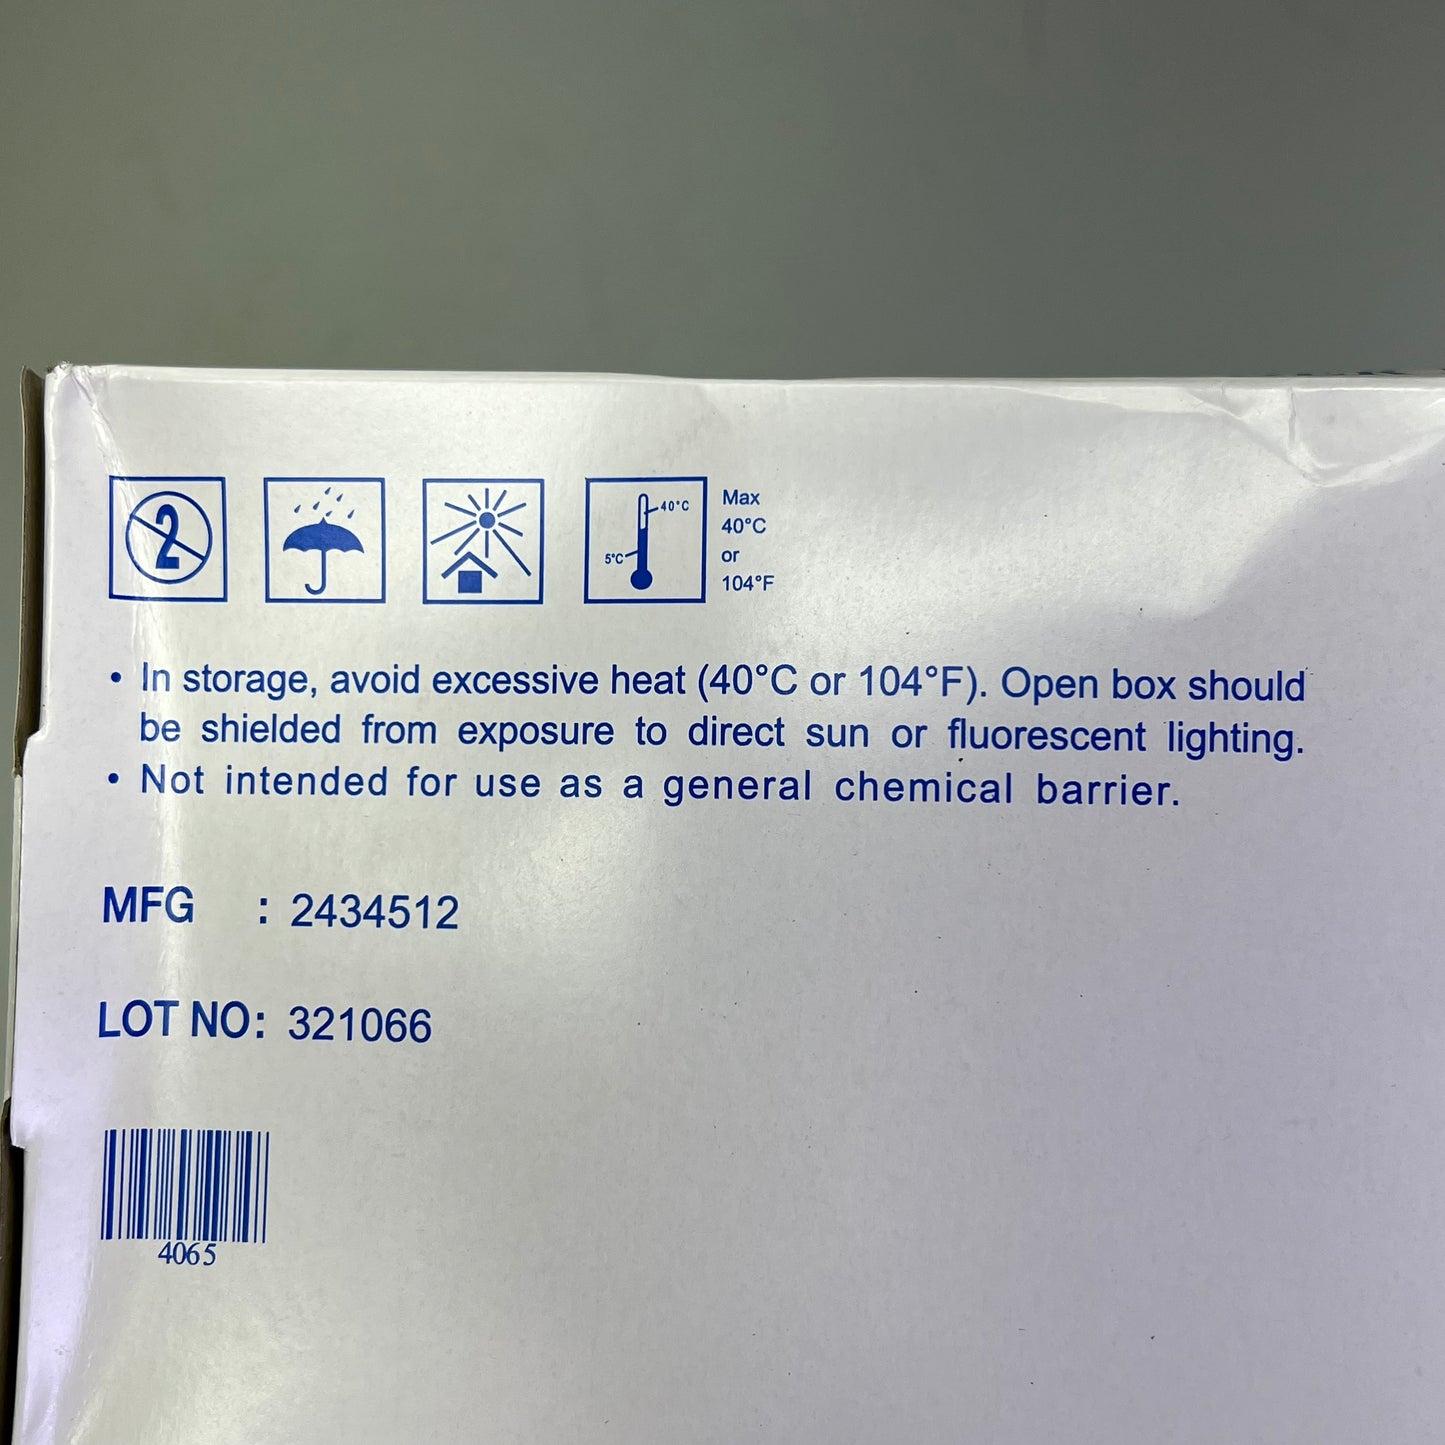 2
40°C
5°C
Max
40°C
or
104°F
• In storage, avoid excessive heat (40°C or 104°F). Open box should
be shielded from exposure to direct sun or fluorescent lighting.
• Not intended for use as a general chemical barrier.
MFG : 2434512
LOT NO: 321066
4065